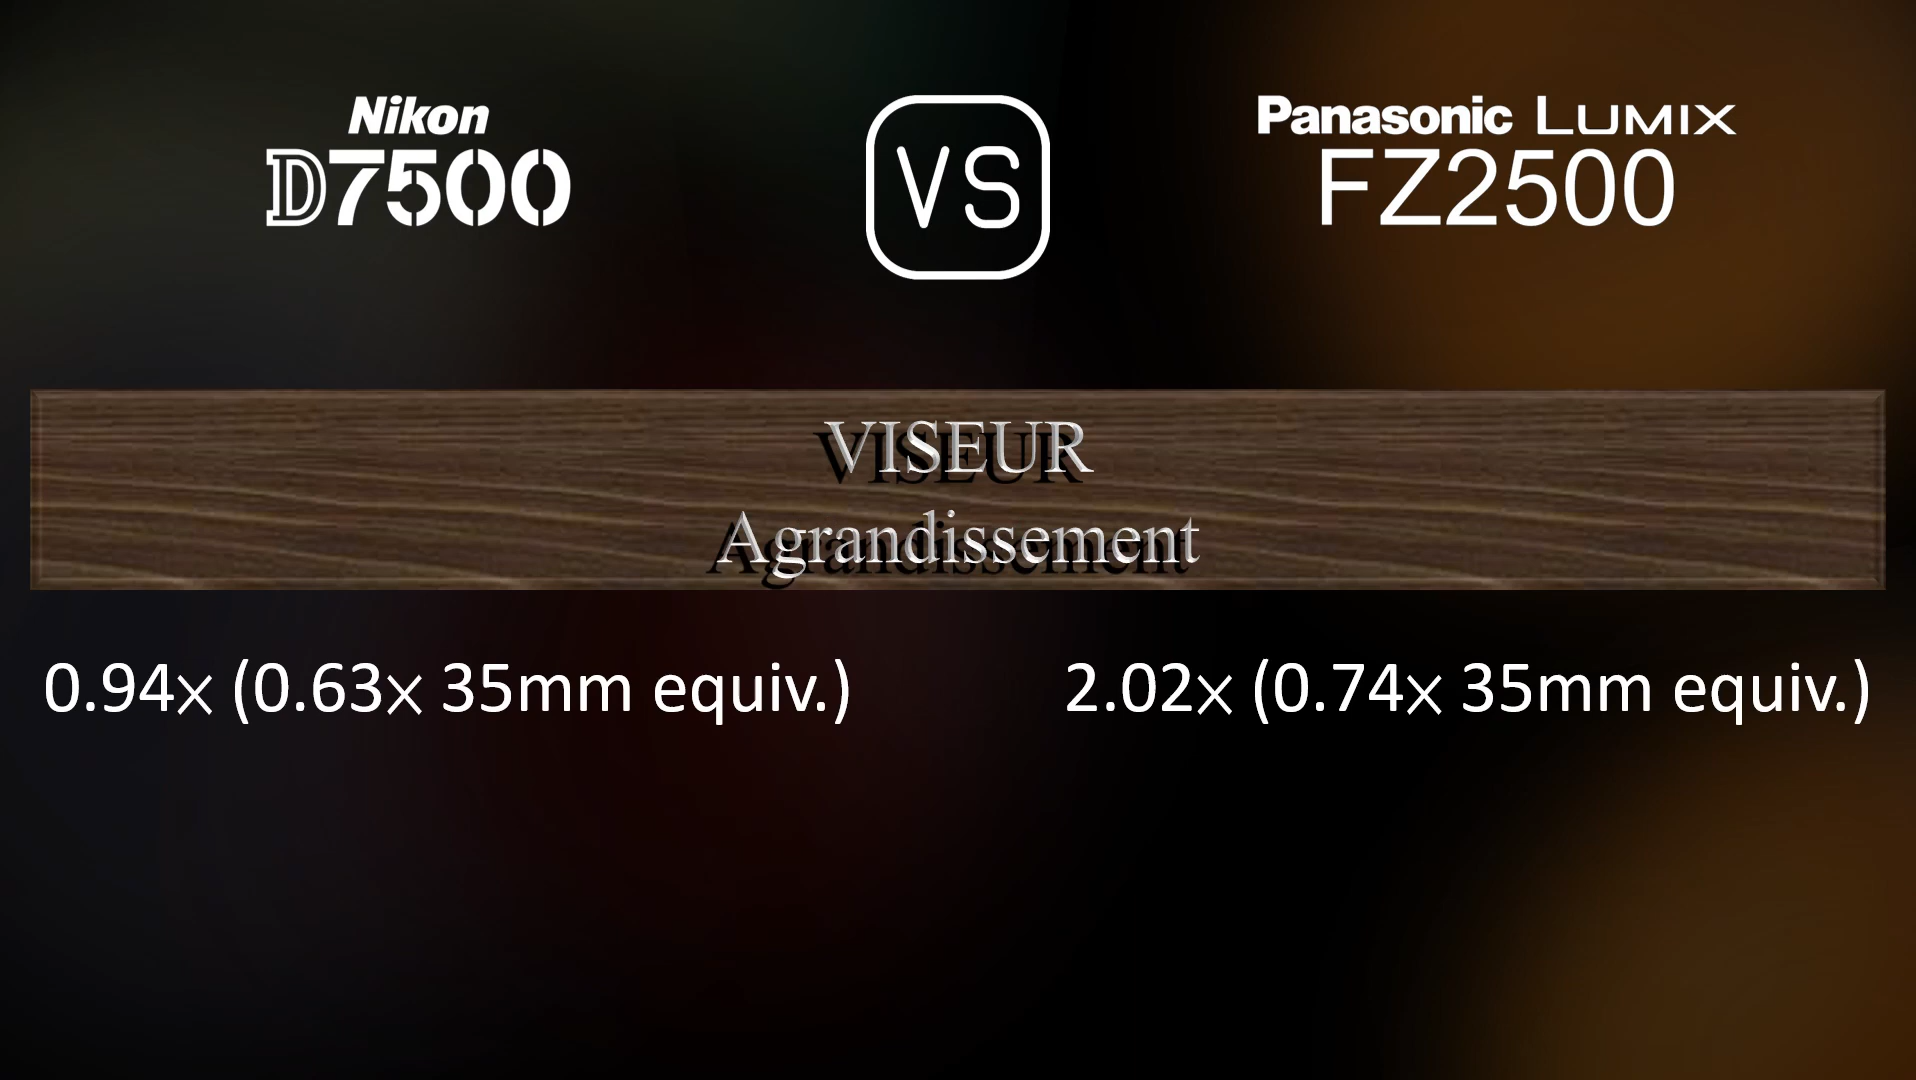 Nikon
D7500
VS
Panasonic LUMIX
FZ2500
VISEUR
Agrandissement
0.94x (0.63x 35mm equiv.)
2.02x (0.74x 35mm equiv.)